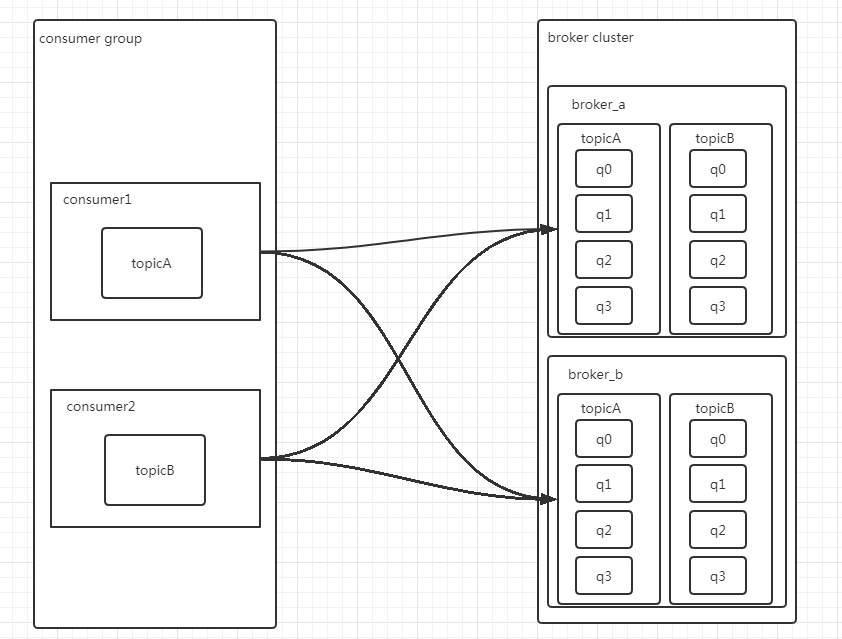 consumer group
consumer1
topicA
consumer2
topicB
broker cluster
broker_a
topicA
q0
q1
q2
q3
topicB
q0
q1
q2
q3
broker_b
topicA
q0
q1
q2
q3
topicB
q0
q1
q2
q3